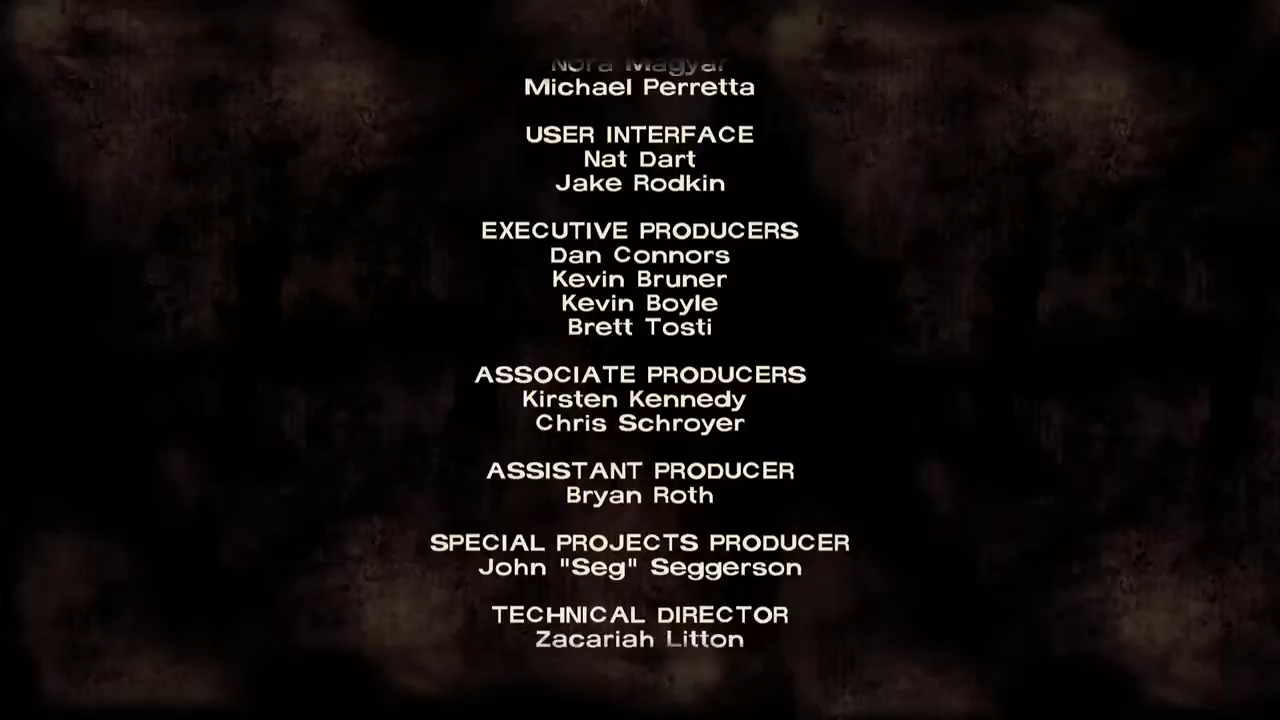 Nora Magyar
Michael Perretta
USER INTERFACE
Nat Dart
Jake Rodkin
EXECUTIVE PRODUCERS
Dan Connors
Kevin Bruner
Kevin Boyle
Brett Tosti
ASSOCIATE PRODUCERS
Kirsten Kennedy
Chris Schroyer
ASSISTANT PRODUCER
Bryan Roth
SPECIAL PROJECTS PRODUCER
John "Seg" Seggerson
TECHNICAL DIRECTOR
Zacariah Litton